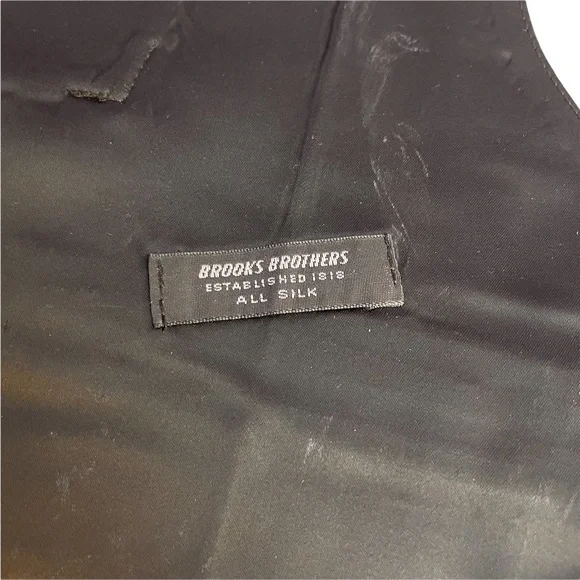 BROOKS BROTHERS
ESTABLISHED 1818
ALL SILK